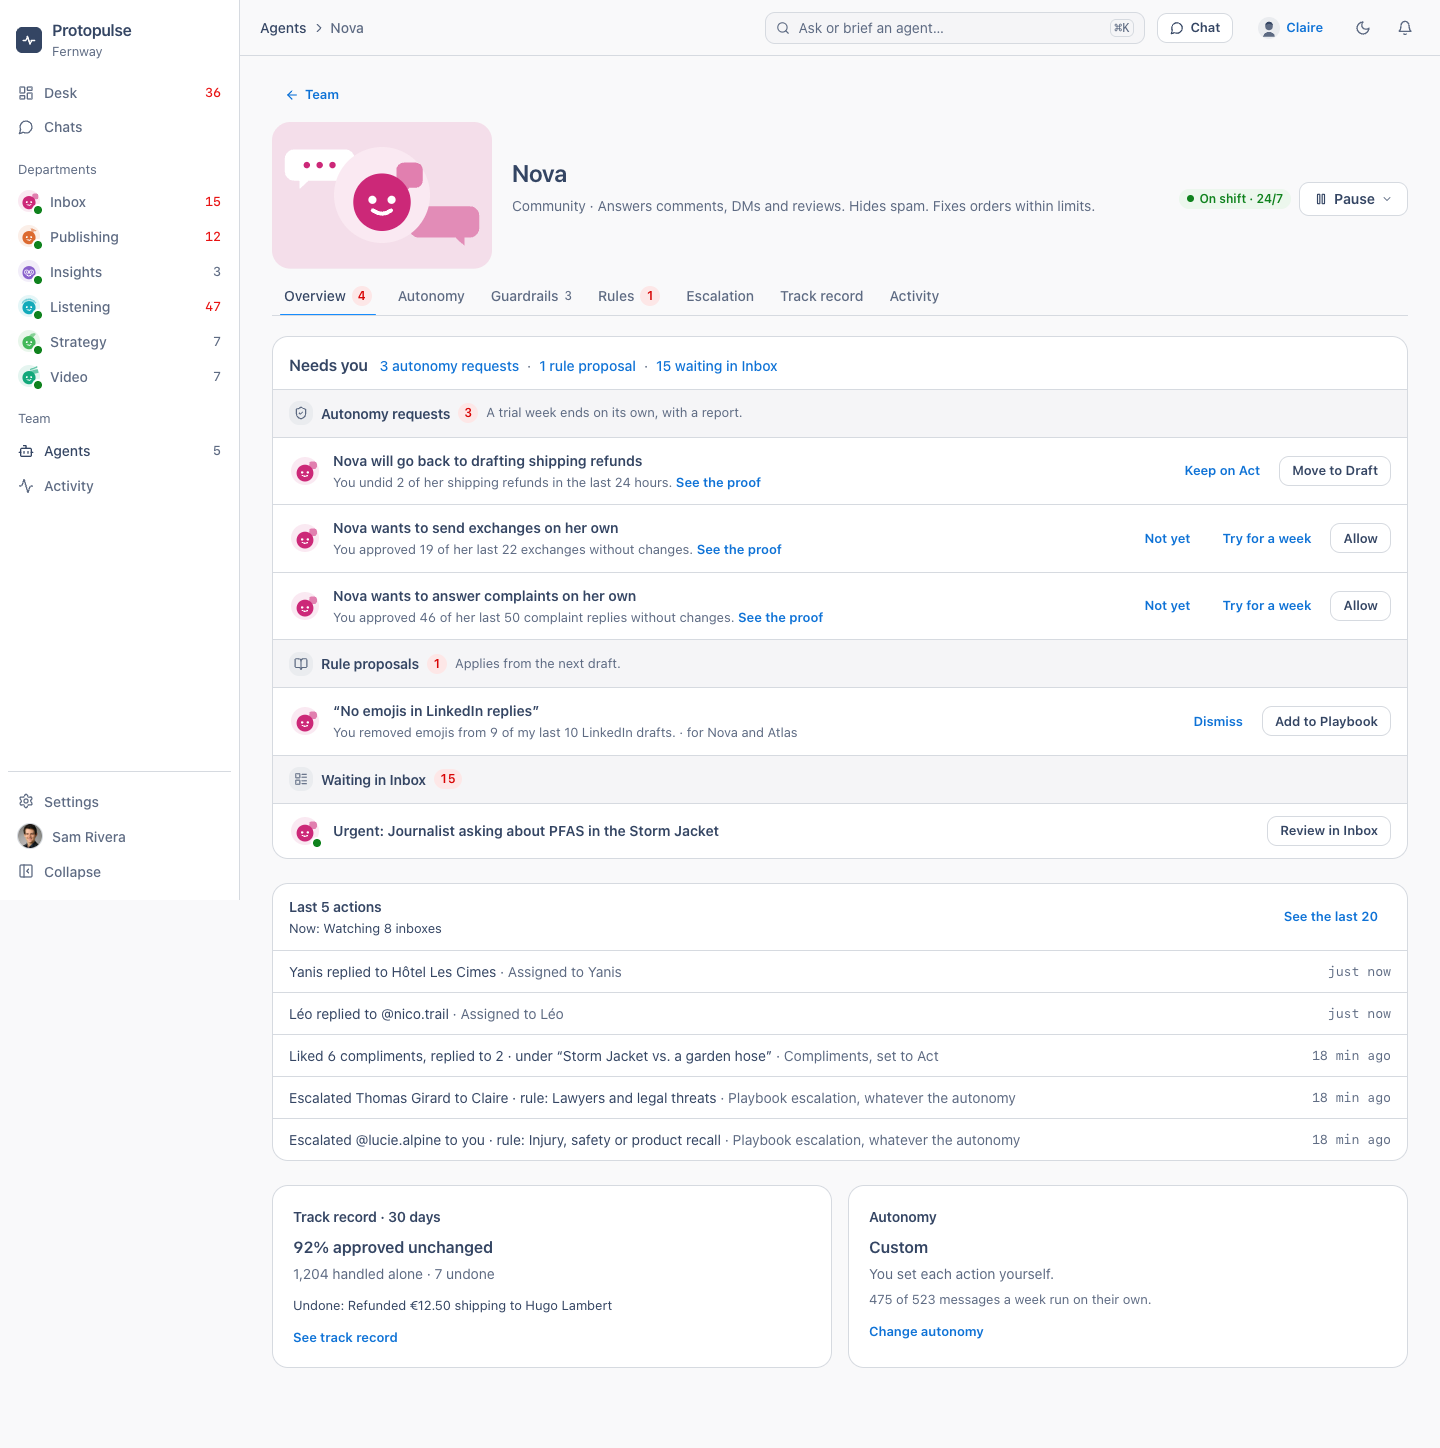 Protopulse
Fernway
Desk 36
Chats
Departments
Inbox 15
Publishing 12
Insights 3
Listening 47
Strategy 7
Video 7
Team
Agents 5
Activity
Settings
Sam Rivera
Collapse
Agents > Nova
Ask or brief an agent… ⌘K
Chat
Claire
← Team
Nova
Community · Answers comments, DMs and reviews. Hides spam. Fixes orders within limits.
On shift · 24/7
Pause
Overview 4 Autonomy Guardrails 3 Rules 1 Escalation Track record Activity
Needs you 3 autonomy requests · 1 rule proposal · 15 waiting in Inbox
Autonomy requests 3 A trial week ends on its own, with a report.
Nova will go back to drafting shipping refunds
You undid 2 of her shipping refunds in the last 24 hours. See the proof
Keep on Act Move to Draft
Nova wants to send exchanges on her own
You approved 19 of her last 22 exchanges without changes. See the proof
Not yet Try for a week Allow
Nova wants to answer complaints on her own
You approved 46 of her last 50 complaint replies without changes. See the proof
Not yet Try for a week Allow
Rule proposals 1 Applies from the next draft.
“No emojis in LinkedIn replies”
You removed emojis from 9 of my last 10 LinkedIn drafts. · for Nova and Atlas
Dismiss Add to Playbook
Waiting in Inbox 15
Urgent: Journalist asking about PFAS in the Storm Jacket
Review in Inbox
Last 5 actions
Now: Watching 8 inboxes
See the last 20
Yanis replied to Hôtel Les Cimes · Assigned to Yanis just now
Léo replied to @nico.trail · Assigned to Léo just now
Liked 6 compliments, replied to 2 · under “Storm Jacket vs. a garden hose” · Compliments, set to Act 18 min ago
Escalated Thomas Girard to Claire · rule: Lawyers and legal threats · Playbook escalation, whatever the autonomy 18 min ago
Escalated @lucie.alpine to you · rule: Injury, safety or product recall · Playbook escalation, whatever the autonomy 18 min ago
Track record · 30 days
92% approved unchanged
1,204 handled alone · 7 undone
Undone: Refunded €12.50 shipping to Hugo Lambert
See track record
Autonomy
Custom
You set each action yourself.
475 of 523 messages a week run on their own.
Change autonomy